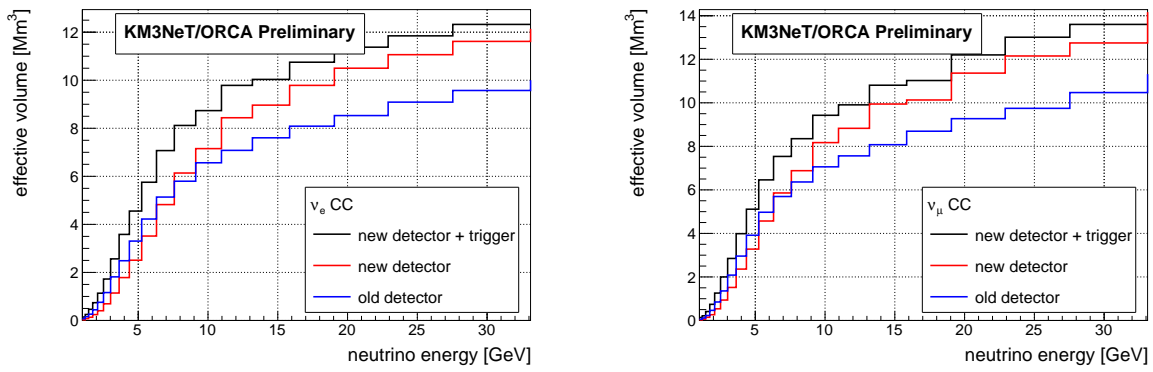 KM3NeT/ORCA Preliminary
effective volume [Mm³]
12
10
8
6
4
2
0
ν_e CC
new detector + trigger
new detector
old detector
5 10 15 20 25 30
neutrino energy [GeV]
KM3NeT/ORCA Preliminary
effective volume [Mm³]
14
12
10
8
6
4
2
0
ν_μ CC
new detector + trigger
new detector
old detector
5 10 15 20 25 30
neutrino energy [GeV]